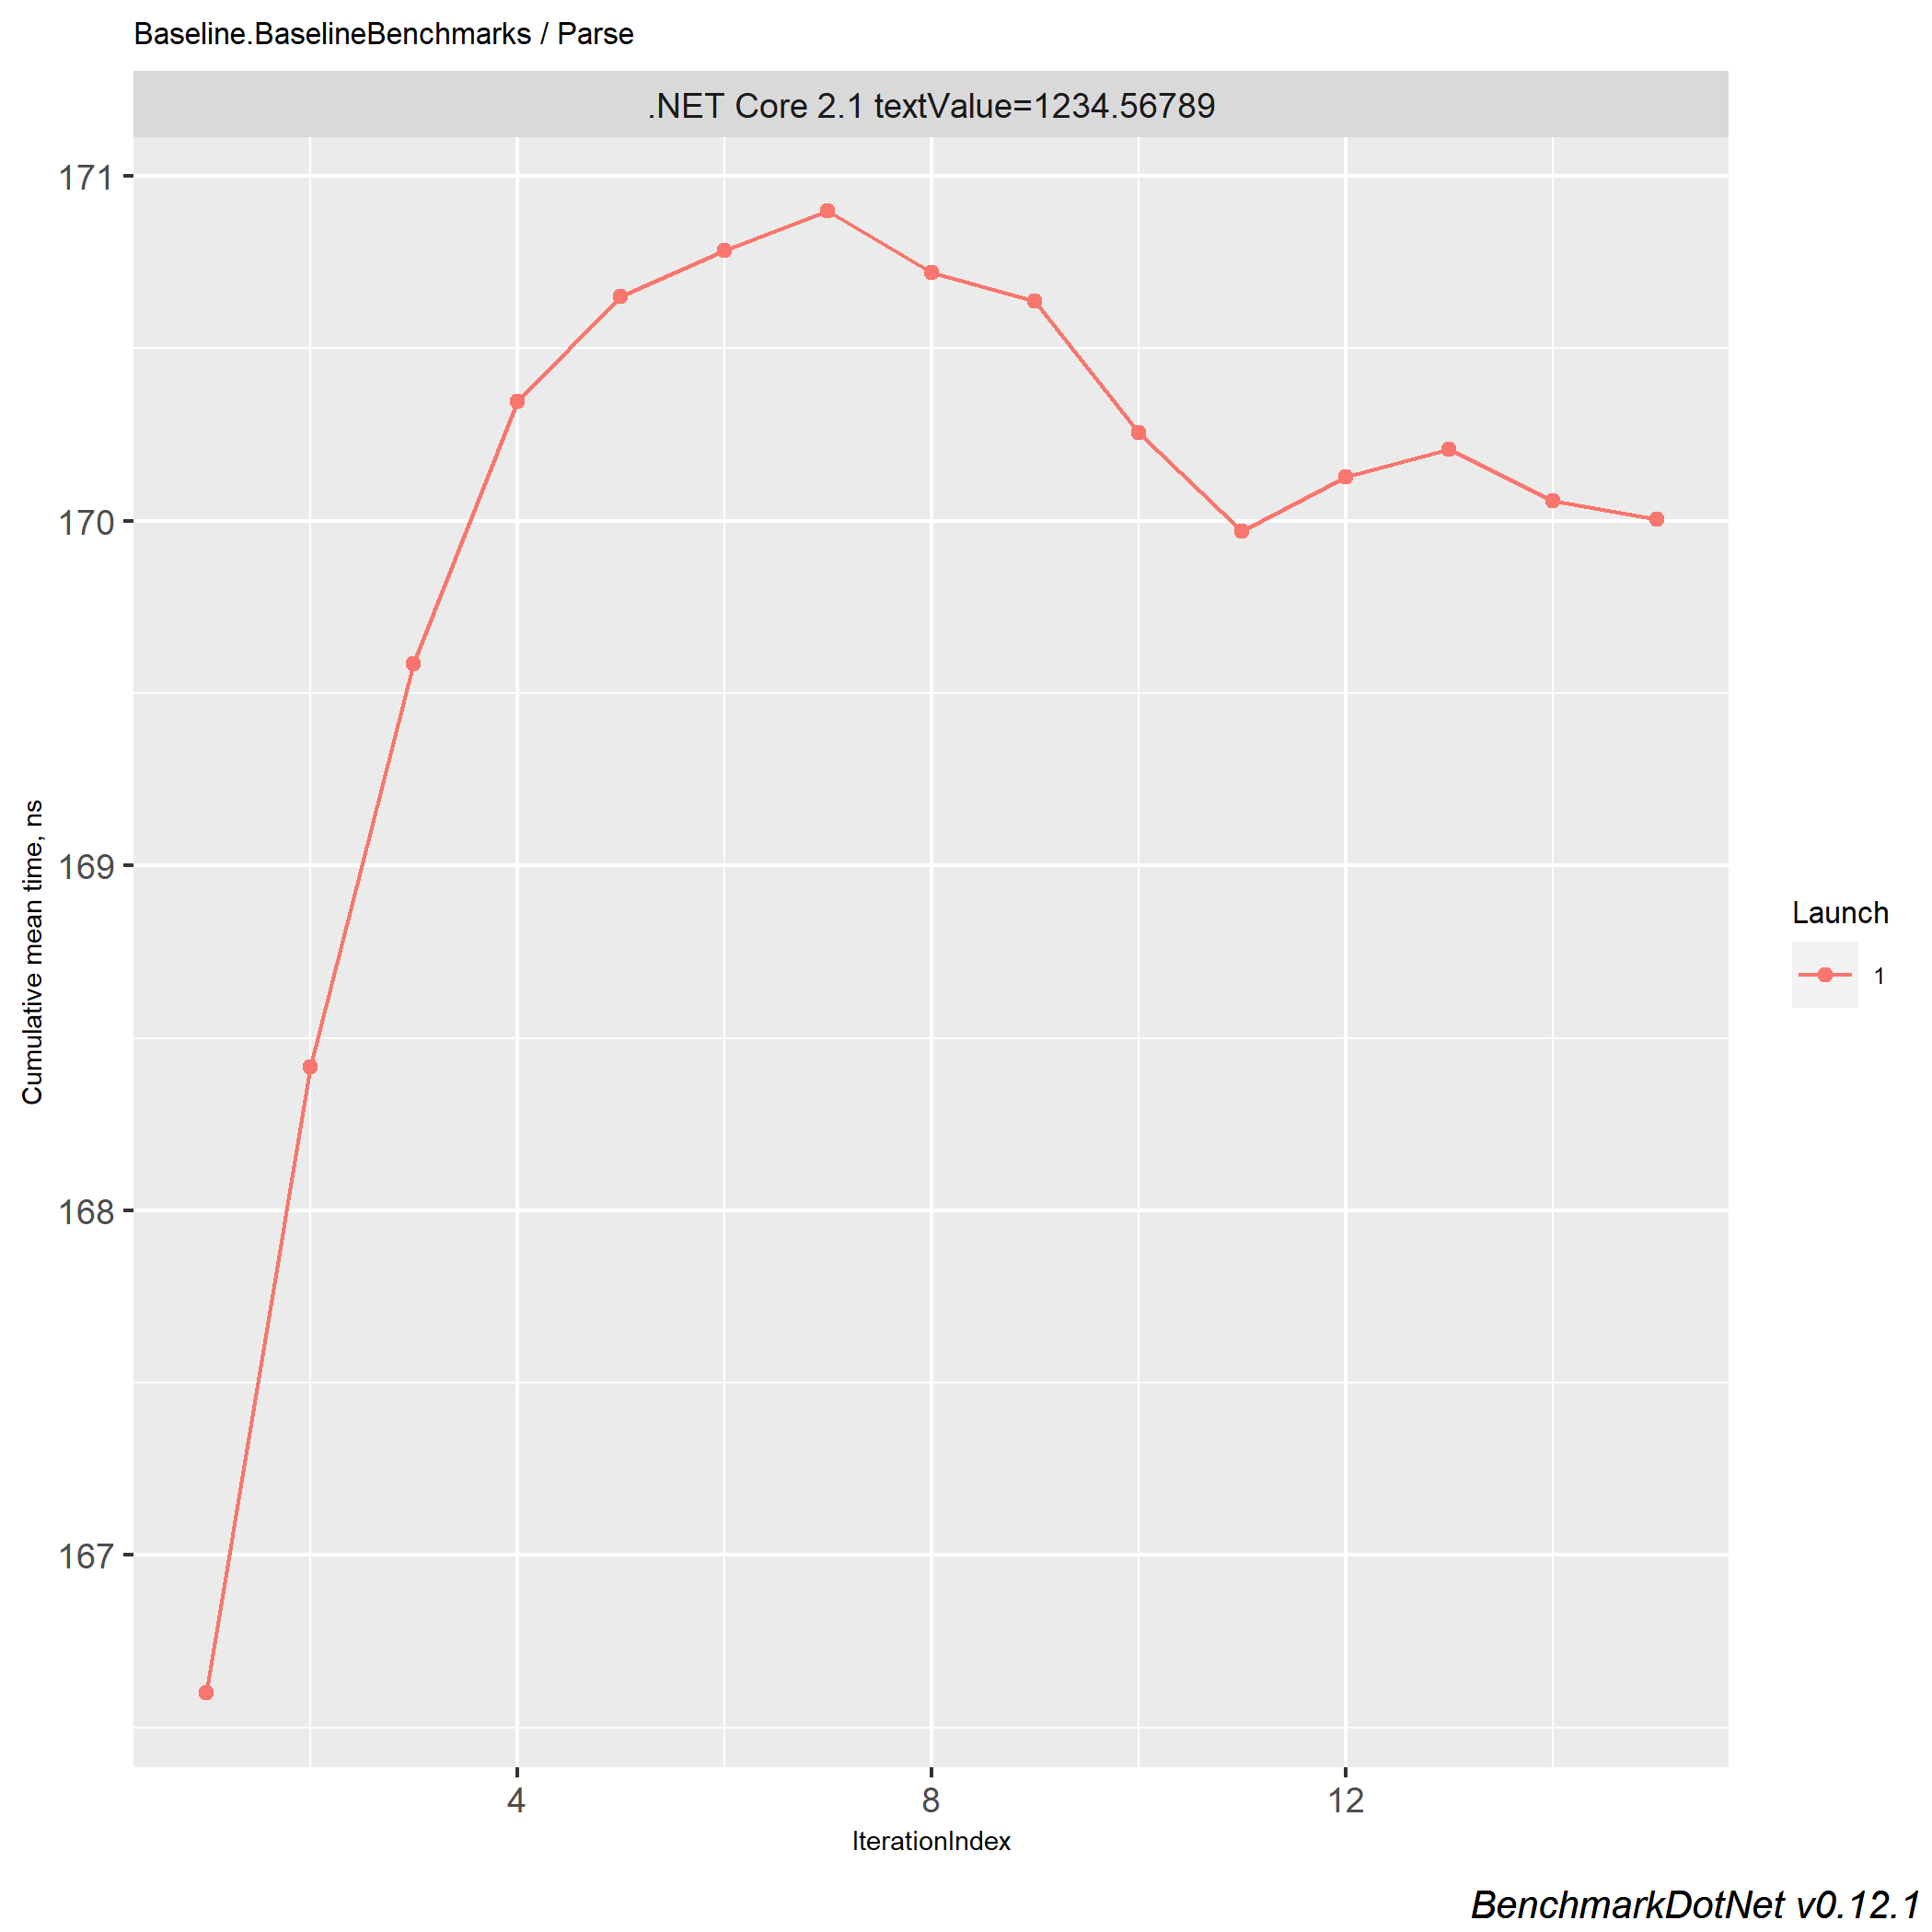 Baseline.BaselineBenchmarks / Parse
.NET Core 2.1 textValue=1234.56789
171
170
169
168
167
Cumulative mean time, ns
4
8
12
IterationIndex
Launch
1
BenchmarkDotNet v0.12.1